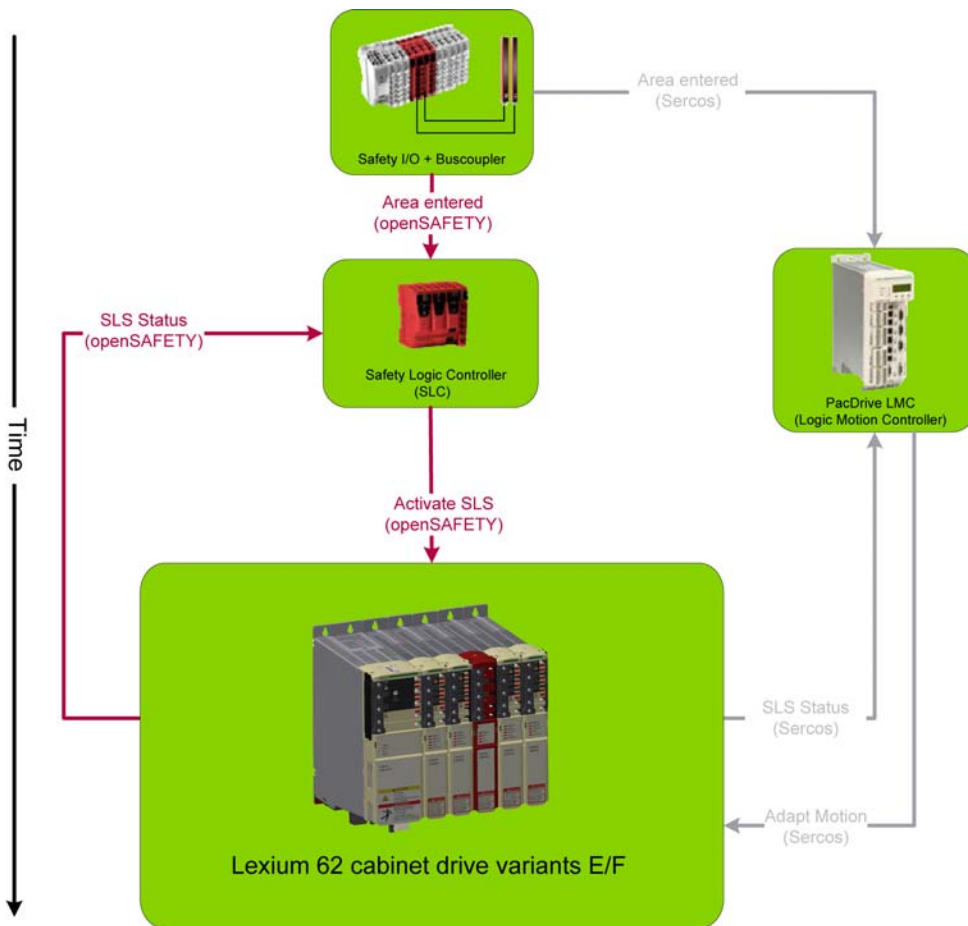 Area entered
(Sercos)
Safety I/O + Buscoupler
Area entered
(openSAFETY)
SLS Status
(openSAFETY)
Safety Logic Controller
(SLC)
PacDrive LMC
(Logic Motion Controller)
Time
Activate SLS
(openSAFETY)
SLS Status
(Sercos)
Adapt Motion
(Sercos)
Lexium 62 cabinet drive variants E/F